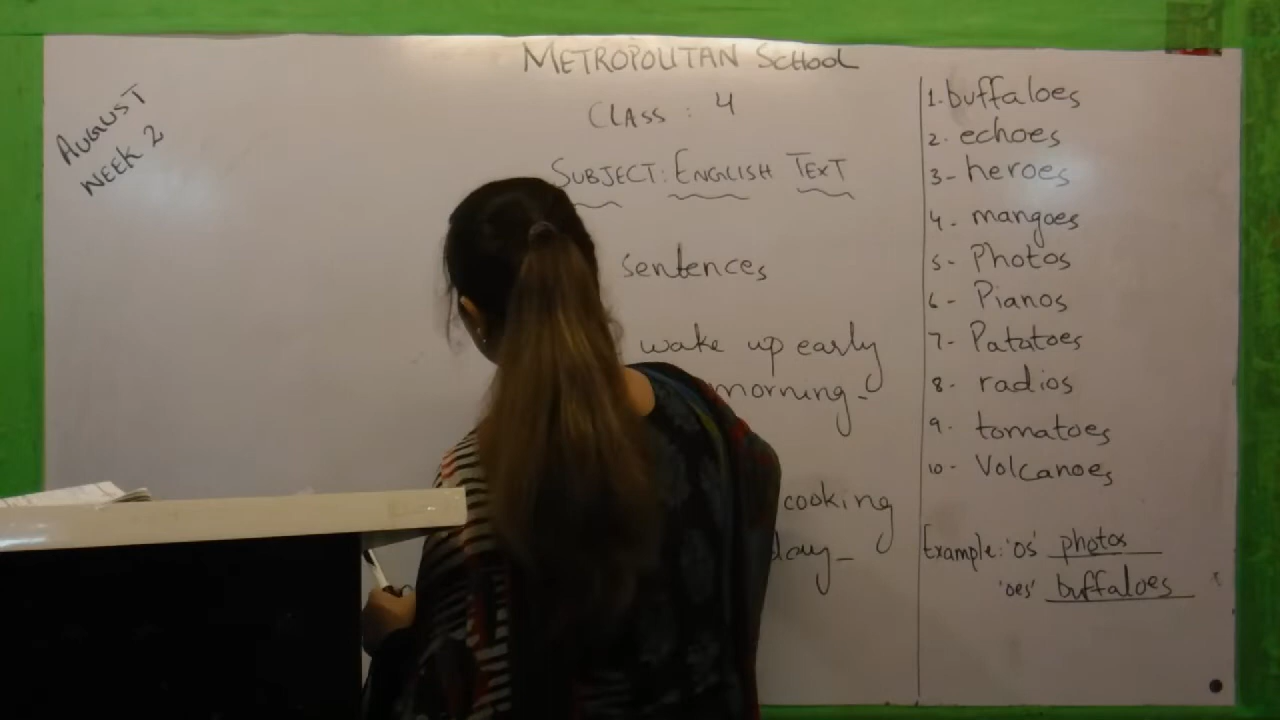 AUGUST
WEEK 2
METROPOLITAN SCHOOL
CLASS : 4
SUBJECT: ENGLISH TEXT
sentences
wake up early
morning-
cooking
day-
1. buffaloes
2. echoes
3- heroes
4- mangoes
5- Photos
6- Pianos
7- Patatoes
8- radios
9. tomatoes
10- Volcanoes
Example: 'os' photos
'oes' buffaloes